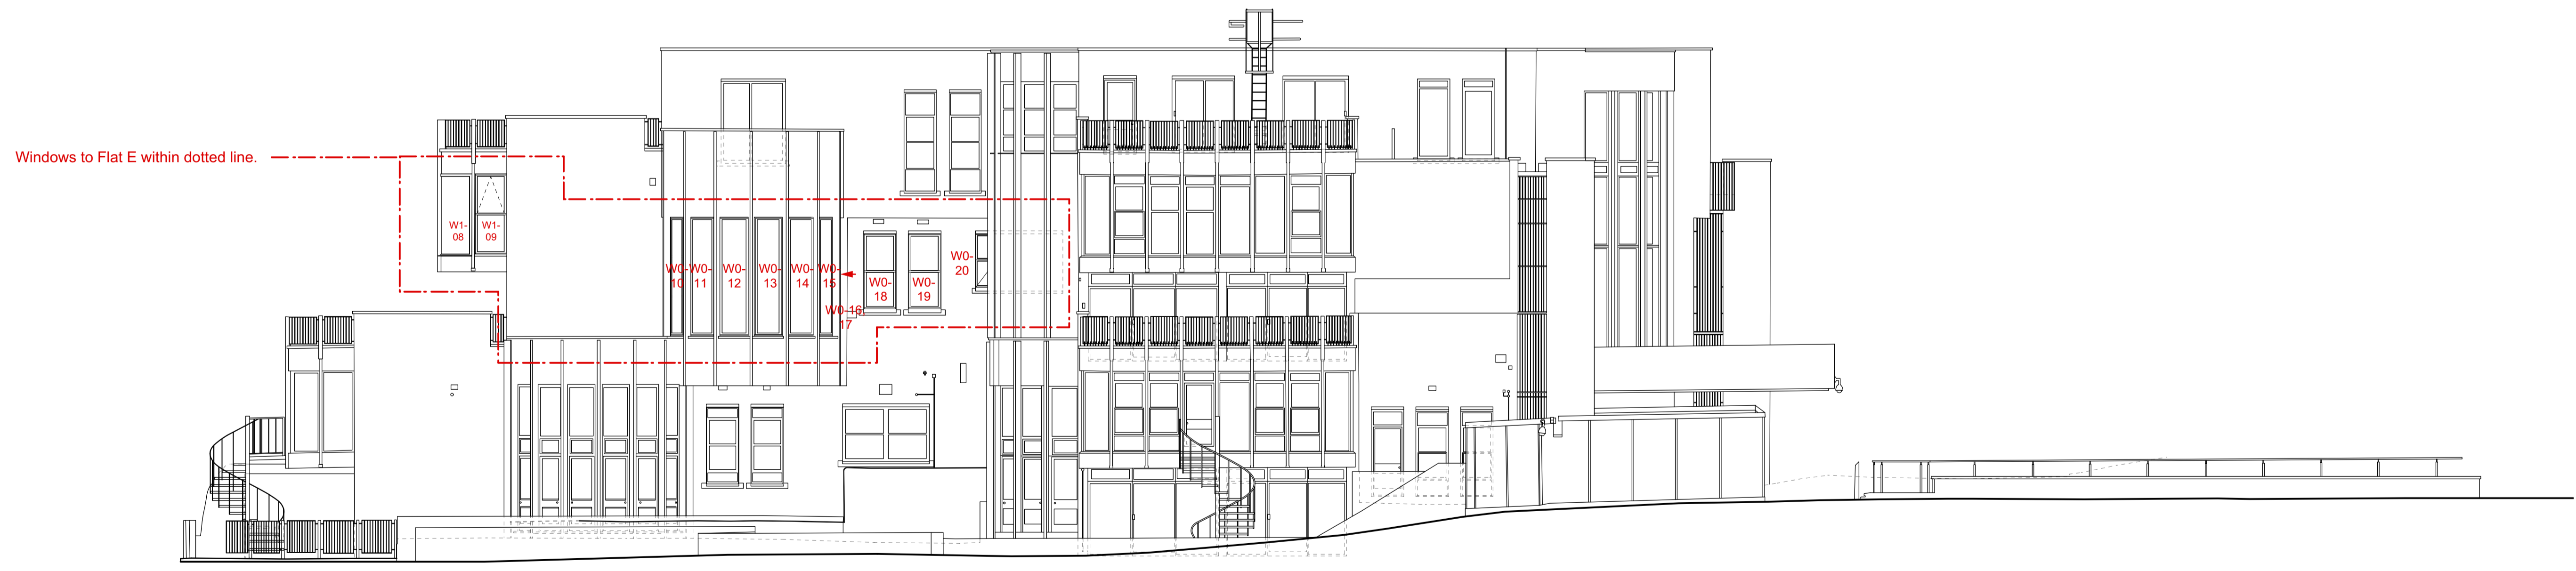 Windows to Flat E within dotted line.
W1-
08
W1-
09
W0-
10
W0-
11
W0-
12
W0-
13
W0-
14
W0-
15
W0-16
17
W0-
18
W0-
19
W0-
20